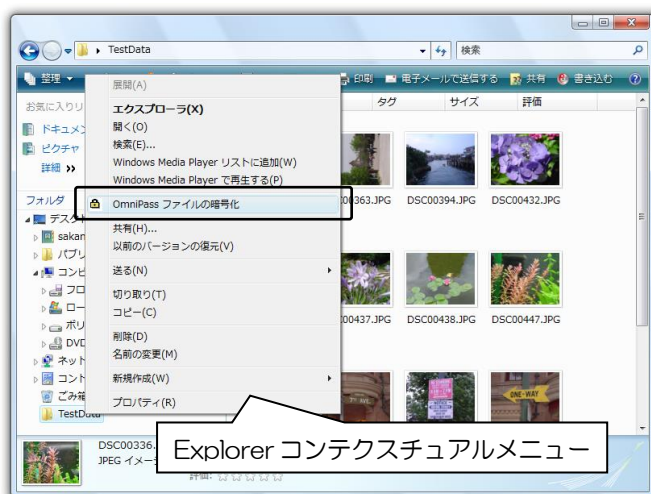 TestData
検索
整理
印刷
電子メールで送信する
共有
書き込む
お気に入りリ
ドキュメン
ピクチャ
詳細 »
フォルダ
デスクト
sakan
パブリ
コンピ
フロ
ロー
ボリ
DVD
ネット
コント
ごみ箱
TestData
展開(A)
エクスプローラ(X)
開く(O)
検索(E)...
Windows Media Player リストに追加(W)
Windows Media Player で再生する(P)
OmniPass ファイルの暗号化
共有(H)...
以前のバージョンの復元(V)
送る(N)
切り取り(T)
コピー(C)
削除(D)
名前の変更(M)
新規作成(W)
プロパティ(R)
タグ
サイズ
評価
00363.JPG
DSC00394.JPG
DSC00432.JPG
00437.JPG
DSC00438.JPG
DSC00447.JPG
ONE-WAY
Explorer コンテクスチュアルメニュー
DSC00336.
JPEG イメー
評価: